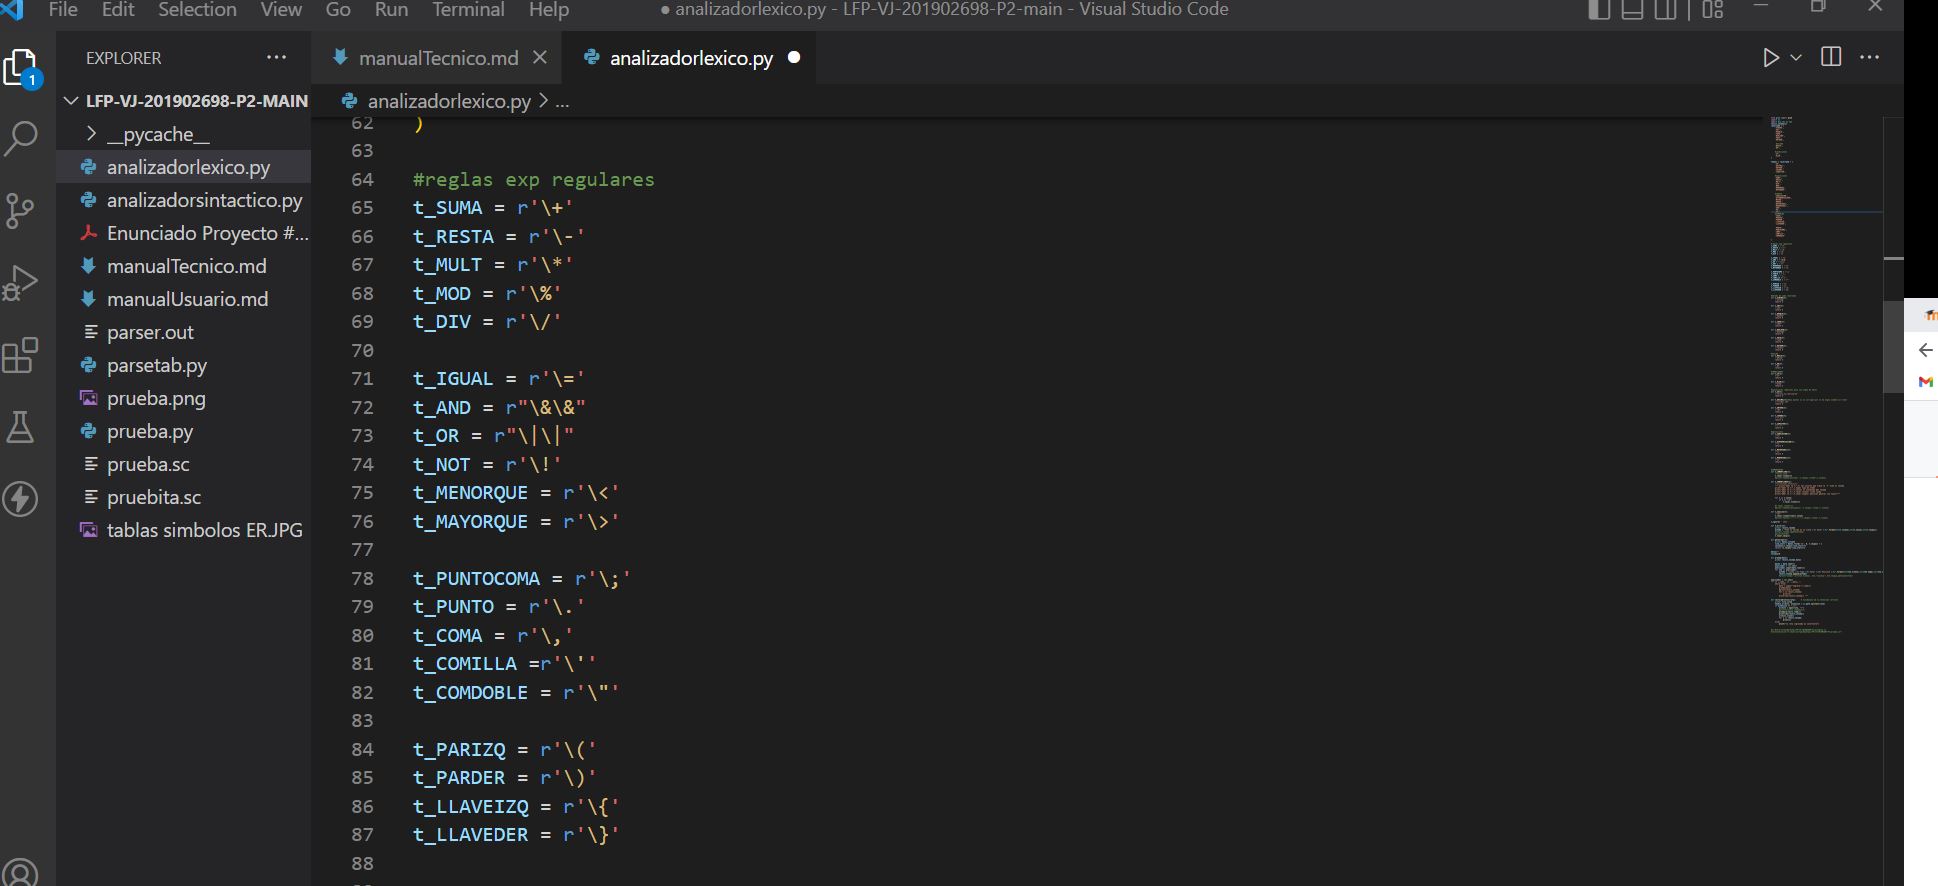 File Edit Selection View Go Run Terminal Help
● analizadorlexico.py - LFP-VJ-201902698-P2-main - Visual Studio Code
EXPLORER ···
1
LFP-VJ-201902698-P2-MAIN
__pycache__
analizadorlexico.py
analizadorsintactico.py
Enunciado Proyecto #...
manualTecnico.md
manualUsuario.md
parser.out
parsetab.py
prueba.png
prueba.py
prueba.sc
pruebita.sc
tablas simbolos ER.JPG
manualTecnico.md
analizadorlexico.py ●
analizadorlexico.py > ...
62 )
63
64 #reglas exp regulares
65 t_SUMA = r'\+'
66 t_RESTA = r'\-'
67 t_MULT = r'\*'
68 t_MOD = r'\%'
69 t_DIV = r'\/'
70
71 t_IGUAL = r'\='
72 t_AND = r"\&\&"
73 t_OR = r"\|\|"
74 t_NOT = r'\!'
75 t_MENORQUE = r'\<'
76 t_MAYORQUE = r'\>'
77
78 t_PUNTOCOMA = r'\;'
79 t_PUNTO = r'\.'
80 t_COMA = r'\,'
81 t_COMILLA =r'\''
82 t_COMDOBLE = r'\"'
83
84 t_PARIZQ = r'\('
85 t_PARDER = r'\)'
86 t_LLAVEIZQ = r'\{'
87 t_LLAVEDER = r'\}'
88